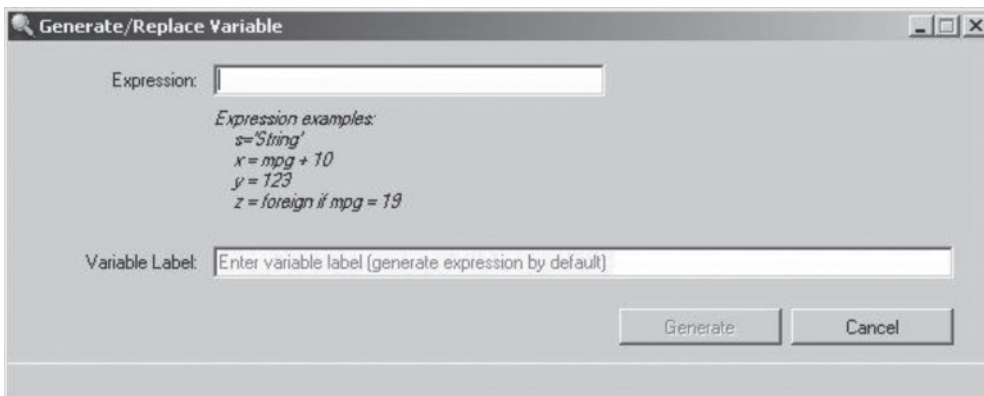 Generate/Replace Variable
Expression:
Expression examples:
s='String'
x = mpg + 10
y = 123
z = foreign if mpg = 19
Variable Label: Enter variable label (generate expression by default)
Generate Cancel